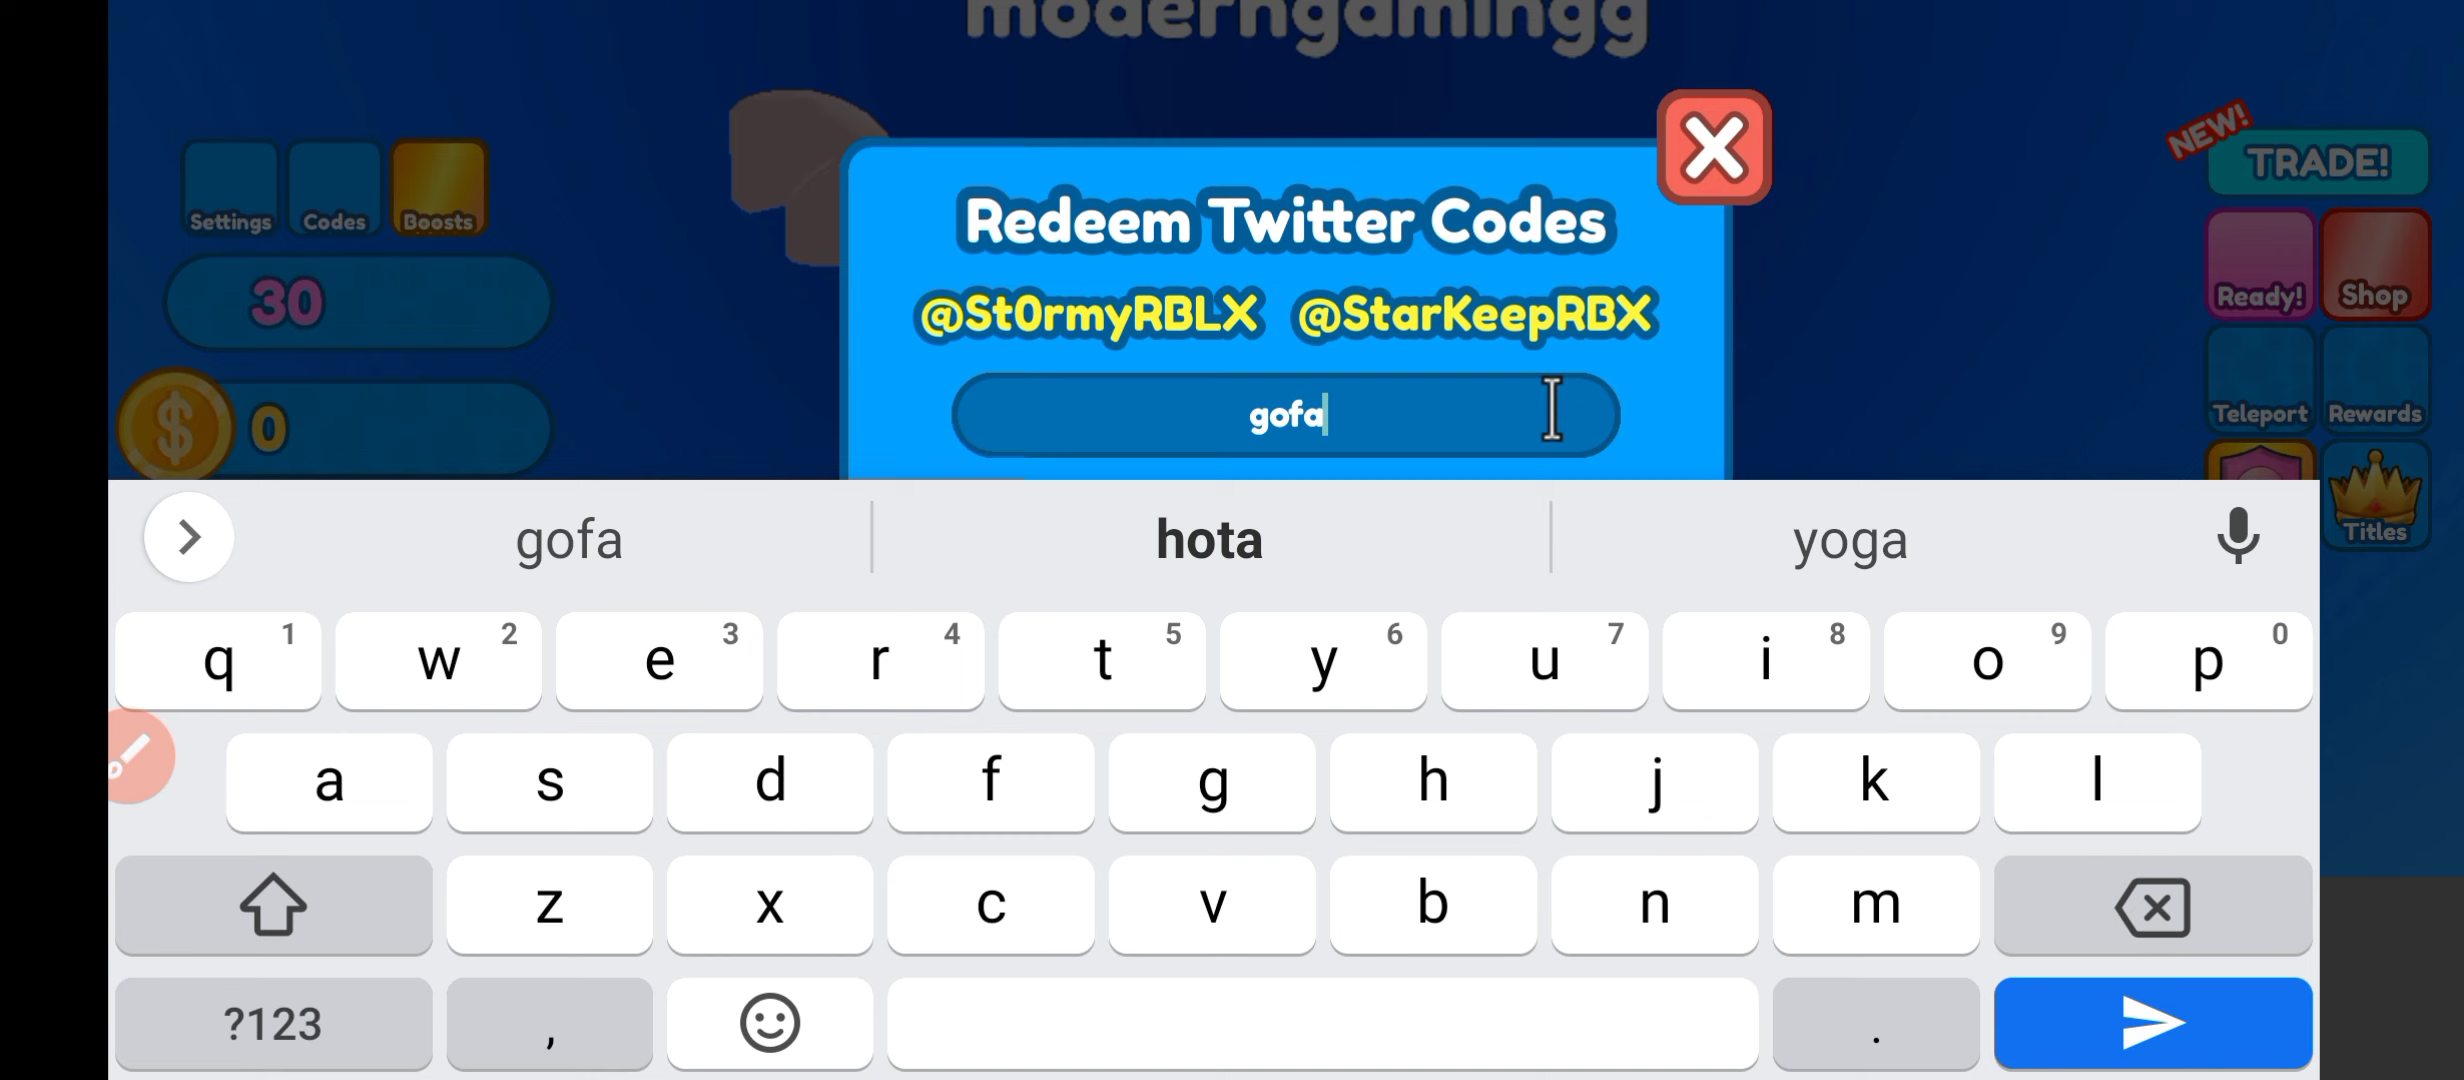 moderngamingg
NEW!
TRADE!
Settings Codes Boosts
Redeem Twitter Codes
30
Ready! Shop
@St0rmyRBLX @StarKeepRBX
$ 0
gofa
Teleport Rewards
Titles
gofa hota yoga
q 1 w 2 e 3 r 4 t 5 y 6 u 7 i 8 o 9 p 0
a s d f g h j k l
z x c v b n m
?123 , .